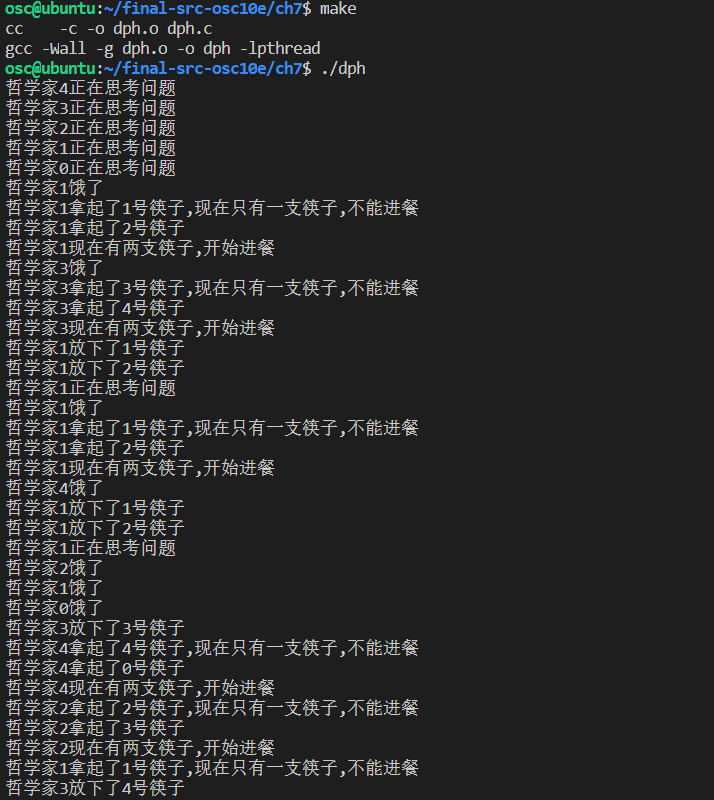 osc@ubuntu:~/final-src-osc10e/ch7$ make
cc    -c -o dph.o dph.c
gcc -Wall -g dph.o -o dph -lpthread
osc@ubuntu:~/final-src-osc10e/ch7$ ./dph
哲学家4正在思考问题
哲学家3正在思考问题
哲学家2正在思考问题
哲学家1正在思考问题
哲学家0正在思考问题
哲学家1饿了
哲学家1拿起了1号筷子,现在只有一支筷子,不能进餐
哲学家1拿起了2号筷子
哲学家1现在有两支筷子,开始进餐
哲学家3饿了
哲学家3拿起了3号筷子,现在只有一支筷子,不能进餐
哲学家3拿起了4号筷子
哲学家3现在有两支筷子,开始进餐
哲学家1放下了1号筷子
哲学家1放下了2号筷子
哲学家1正在思考问题
哲学家1饿了
哲学家1拿起了1号筷子,现在只有一支筷子,不能进餐
哲学家1拿起了2号筷子
哲学家1现在有两支筷子,开始进餐
哲学家4饿了
哲学家1放下了1号筷子
哲学家1放下了2号筷子
哲学家1正在思考问题
哲学家2饿了
哲学家1饿了
哲学家0饿了
哲学家3放下了3号筷子
哲学家4拿起了4号筷子,现在只有一支筷子,不能进餐
哲学家4拿起了0号筷子
哲学家4现在有两支筷子,开始进餐
哲学家2拿起了2号筷子,现在只有一支筷子,不能进餐
哲学家2拿起了3号筷子
哲学家2现在有两支筷子,开始进餐
哲学家1拿起了1号筷子,现在只有一支筷子,不能进餐
哲学家3放下了4号筷子